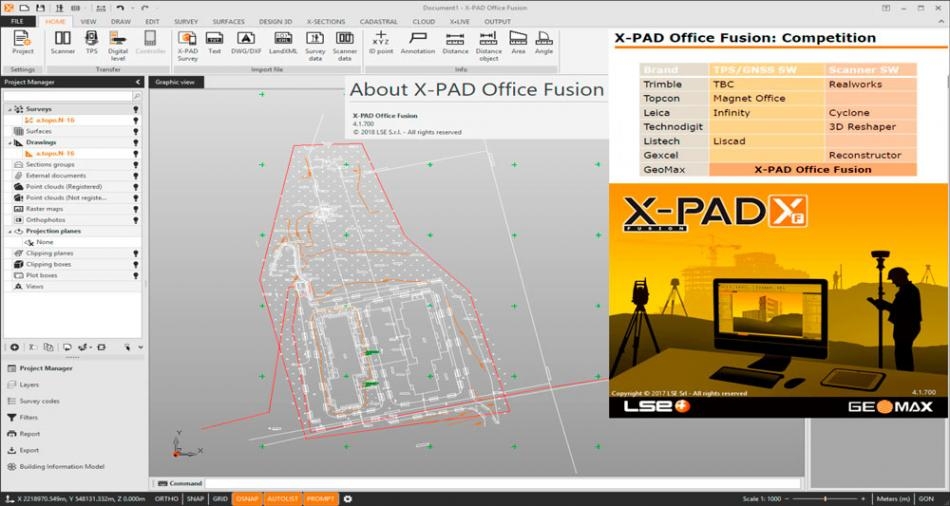 Document1 - X-PAD Office Fusion
FILE HOME VIEW DRAW EDIT SURVEY SURFACES DESIGN 3D X-SECTIONS CADASTRAL CLOUD X-LIVE OUTPUT
Project Scanner TPS Digital level Controller X-PAD Survey Text DWG/DXF LandXML Survey data Scanner data ID point Annotation Distance Distance object Area Angle
Settings Transfer Import file Info
Project Manager
Graphic view
Surveys
a.topo.N-16
Surfaces
Drawings
a.topo.N-16
Sections groups
External documents
Point clouds (Registered)
Point clouds (Not registe...
Raster maps
Orthophotos
Projection planes
None
Clipping planes
Clipping boxes
Plot boxes
Views
Project Manager
Layers
Survey codes
Filters
Report
Export
Building Information Model
About X-PAD Office Fusion
X-PAD Office Fusion
4.1.700
© 2018 LSE S.r.l. - All rights reserved
X-PAD Office Fusion: Competition
Brand TPS/GNSS SW Scanner SW
Trimble TBC Realworks
Topcon Magnet Office
Leica Infinity Cyclone
Technodigit 3D Reshaper
Listech Liscad
Gexcel Reconstructor
GeoMax X-PAD Office Fusion
X-PAD
FUSION
XF
Copyright © 2017 LSE Srl - All rights reserved
4.1.700
LSE
GEOMAX
Y
X
Command
X 2218970.549m, Y 548131.332m, Z 0.000m ORTHO SNAP GRID OSNAP AUTOLIST PROMPT Scale 1: 1000 Meters (m) GON